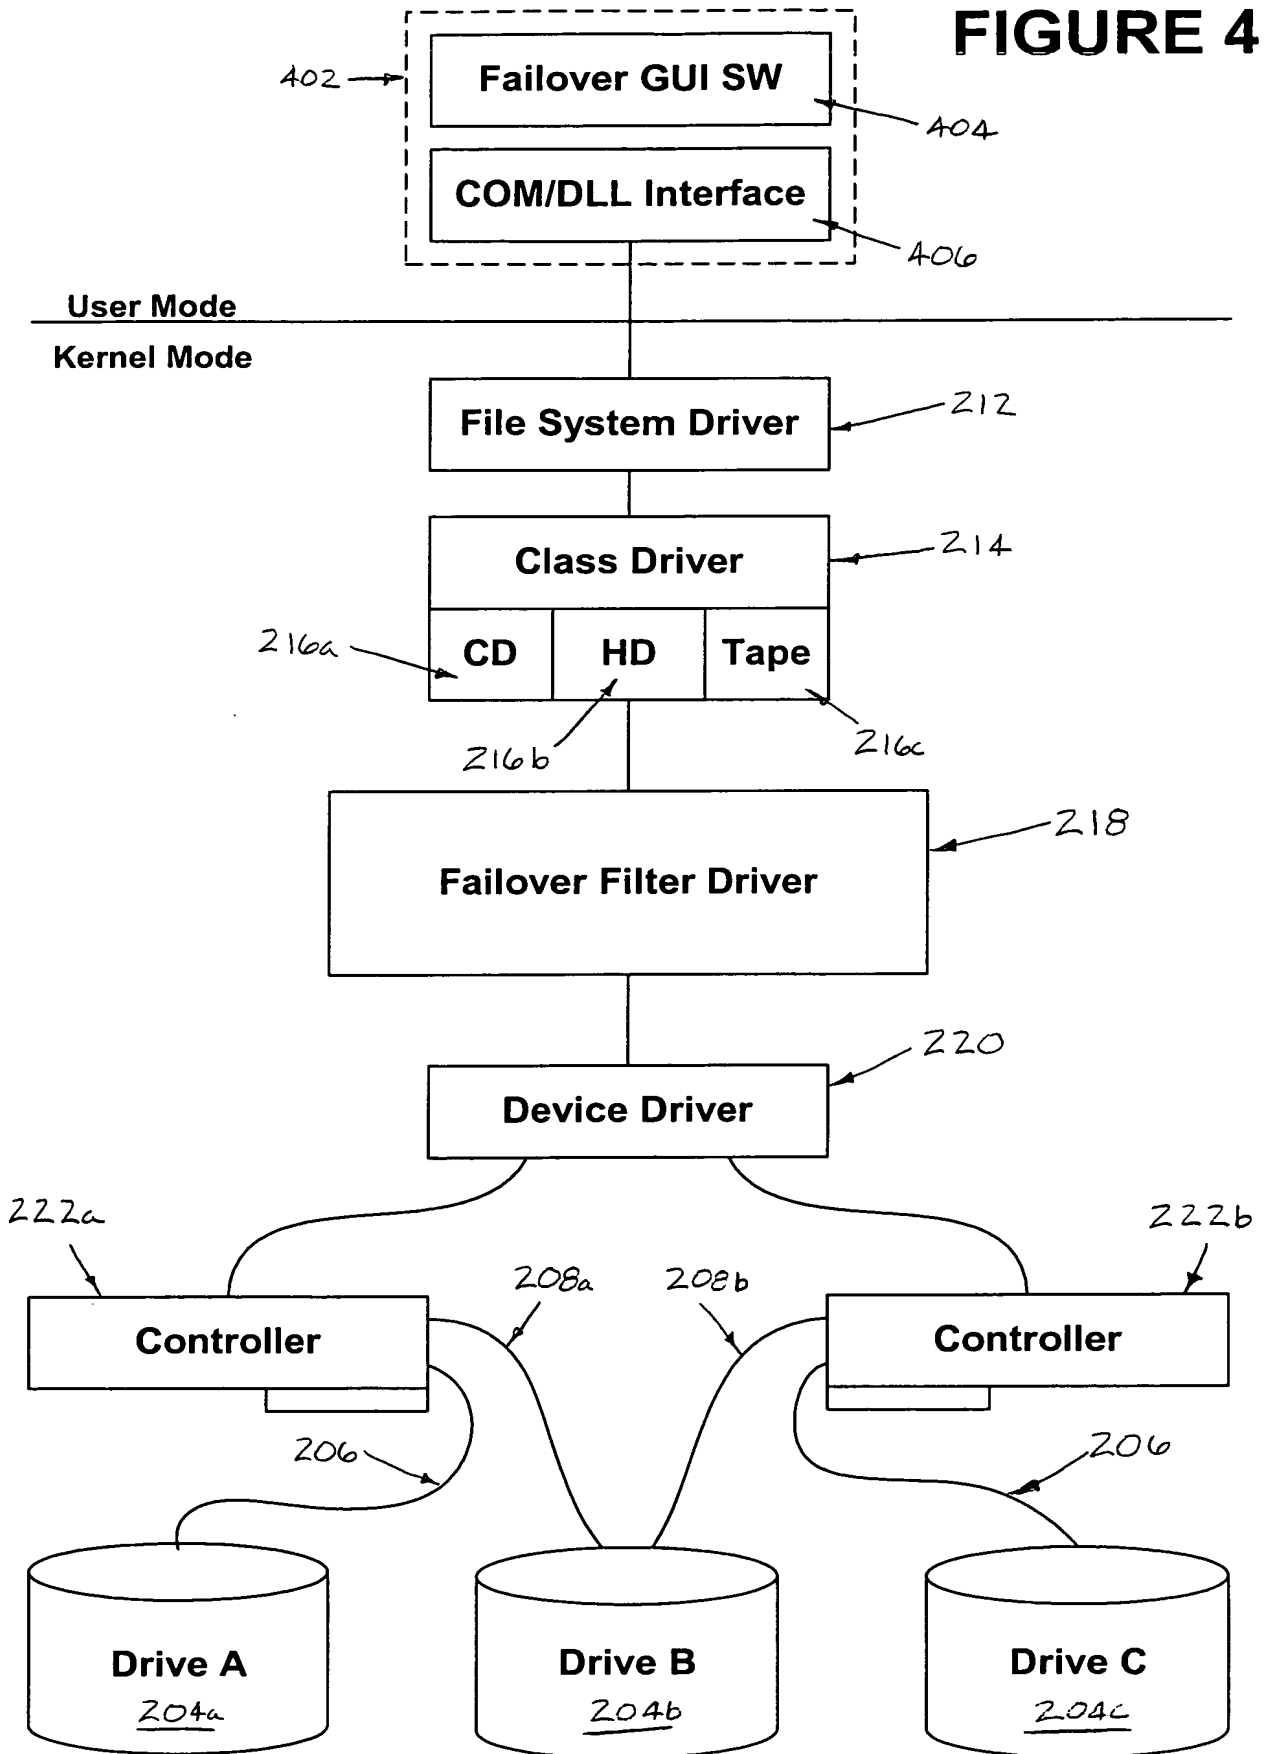 FIGURE 4
402
Failover GUI SW
404
COM/DLL Interface
406
User Mode
Kernel Mode
File System Driver
212
Class Driver
214
216a
CD
HD
Tape
216b
216c
218
Failover Filter Driver
220
Device Driver
222a
222b
208a
208b
Controller
Controller
206
206
Drive A
204a
Drive B
204b
Drive C
204c